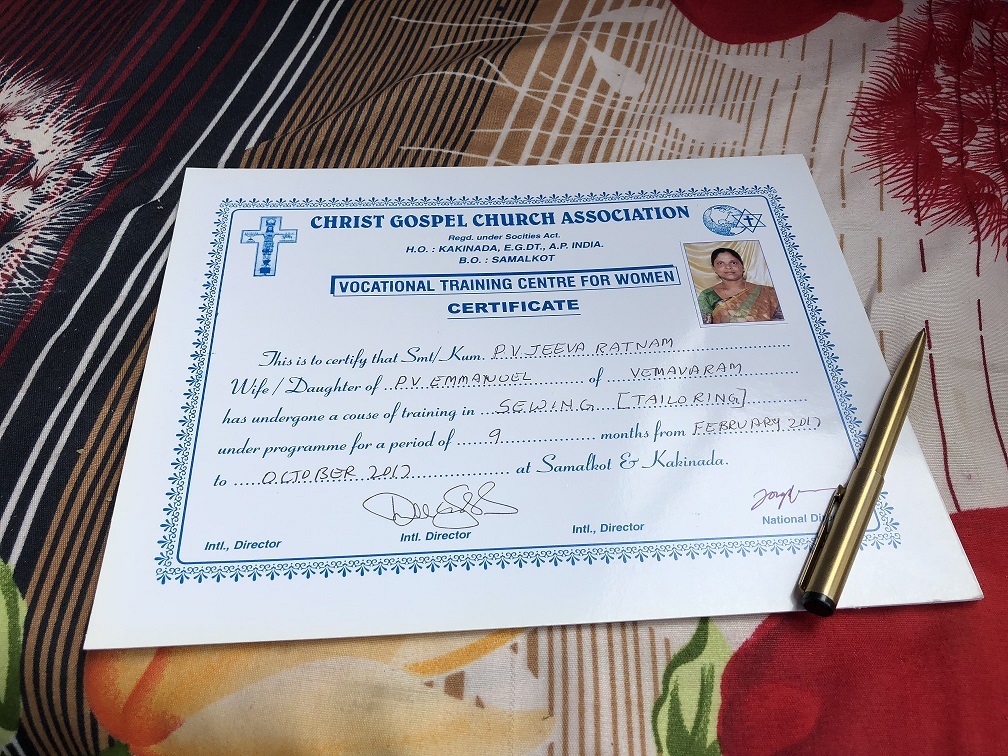 CHRIST GOSPEL CHURCH ASSOCIATION
Regd. under Socities Act.
H.O. : KAKINADA, E.G.DT., A.P. INDIA.
B.O. : SAMALKOT
VOCATIONAL TRAINING CENTRE FOR WOMEN
CERTIFICATE
This is to certify that Smt/Kum. P.V. JEEVA RATNAM
Wife / Daughter of P.V. EMMANUEL of VEMAVARAM
has undergone a couse of training in SEWING [TAILORING]
under programme for a period of 9 months from FEBRUARY 2017
to OCTOBER 2017 at Samalkot & Kakinada.
Intl., Director Intl. Director Intl., Director National